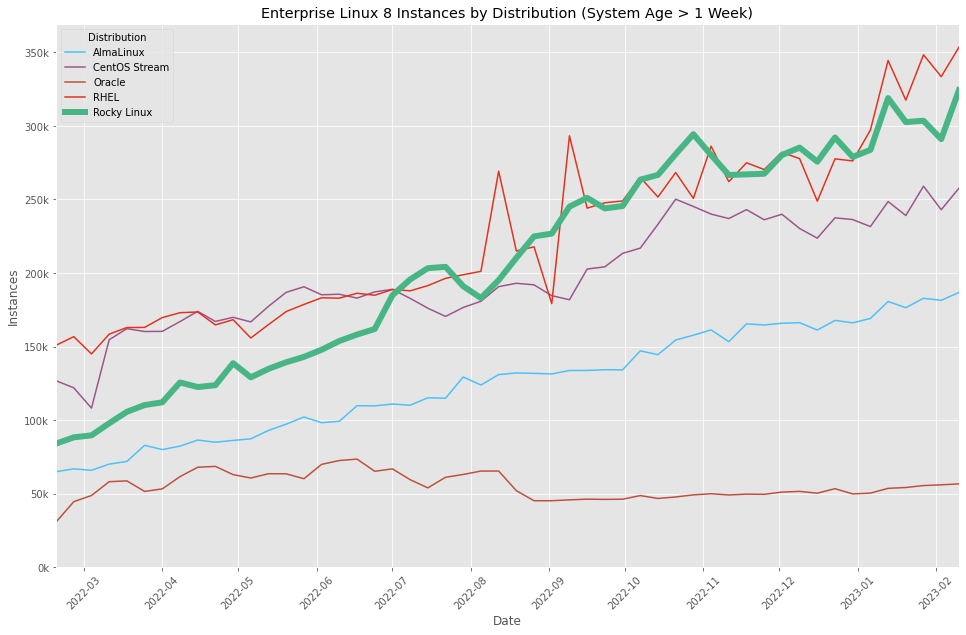 Enterprise Linux 8 Instances by Distribution (System Age > 1 Week)
Distribution
AlmaLinux
CentOS Stream
Oracle
RHEL
Rocky Linux
350k
300k
250k
200k
150k
100k
50k
0k
Instances
2022-03
2022-04
2022-05
2022-06
2022-07
2022-08
2022-09
2022-10
2022-11
2022-12
2023-01
2023-02
Date